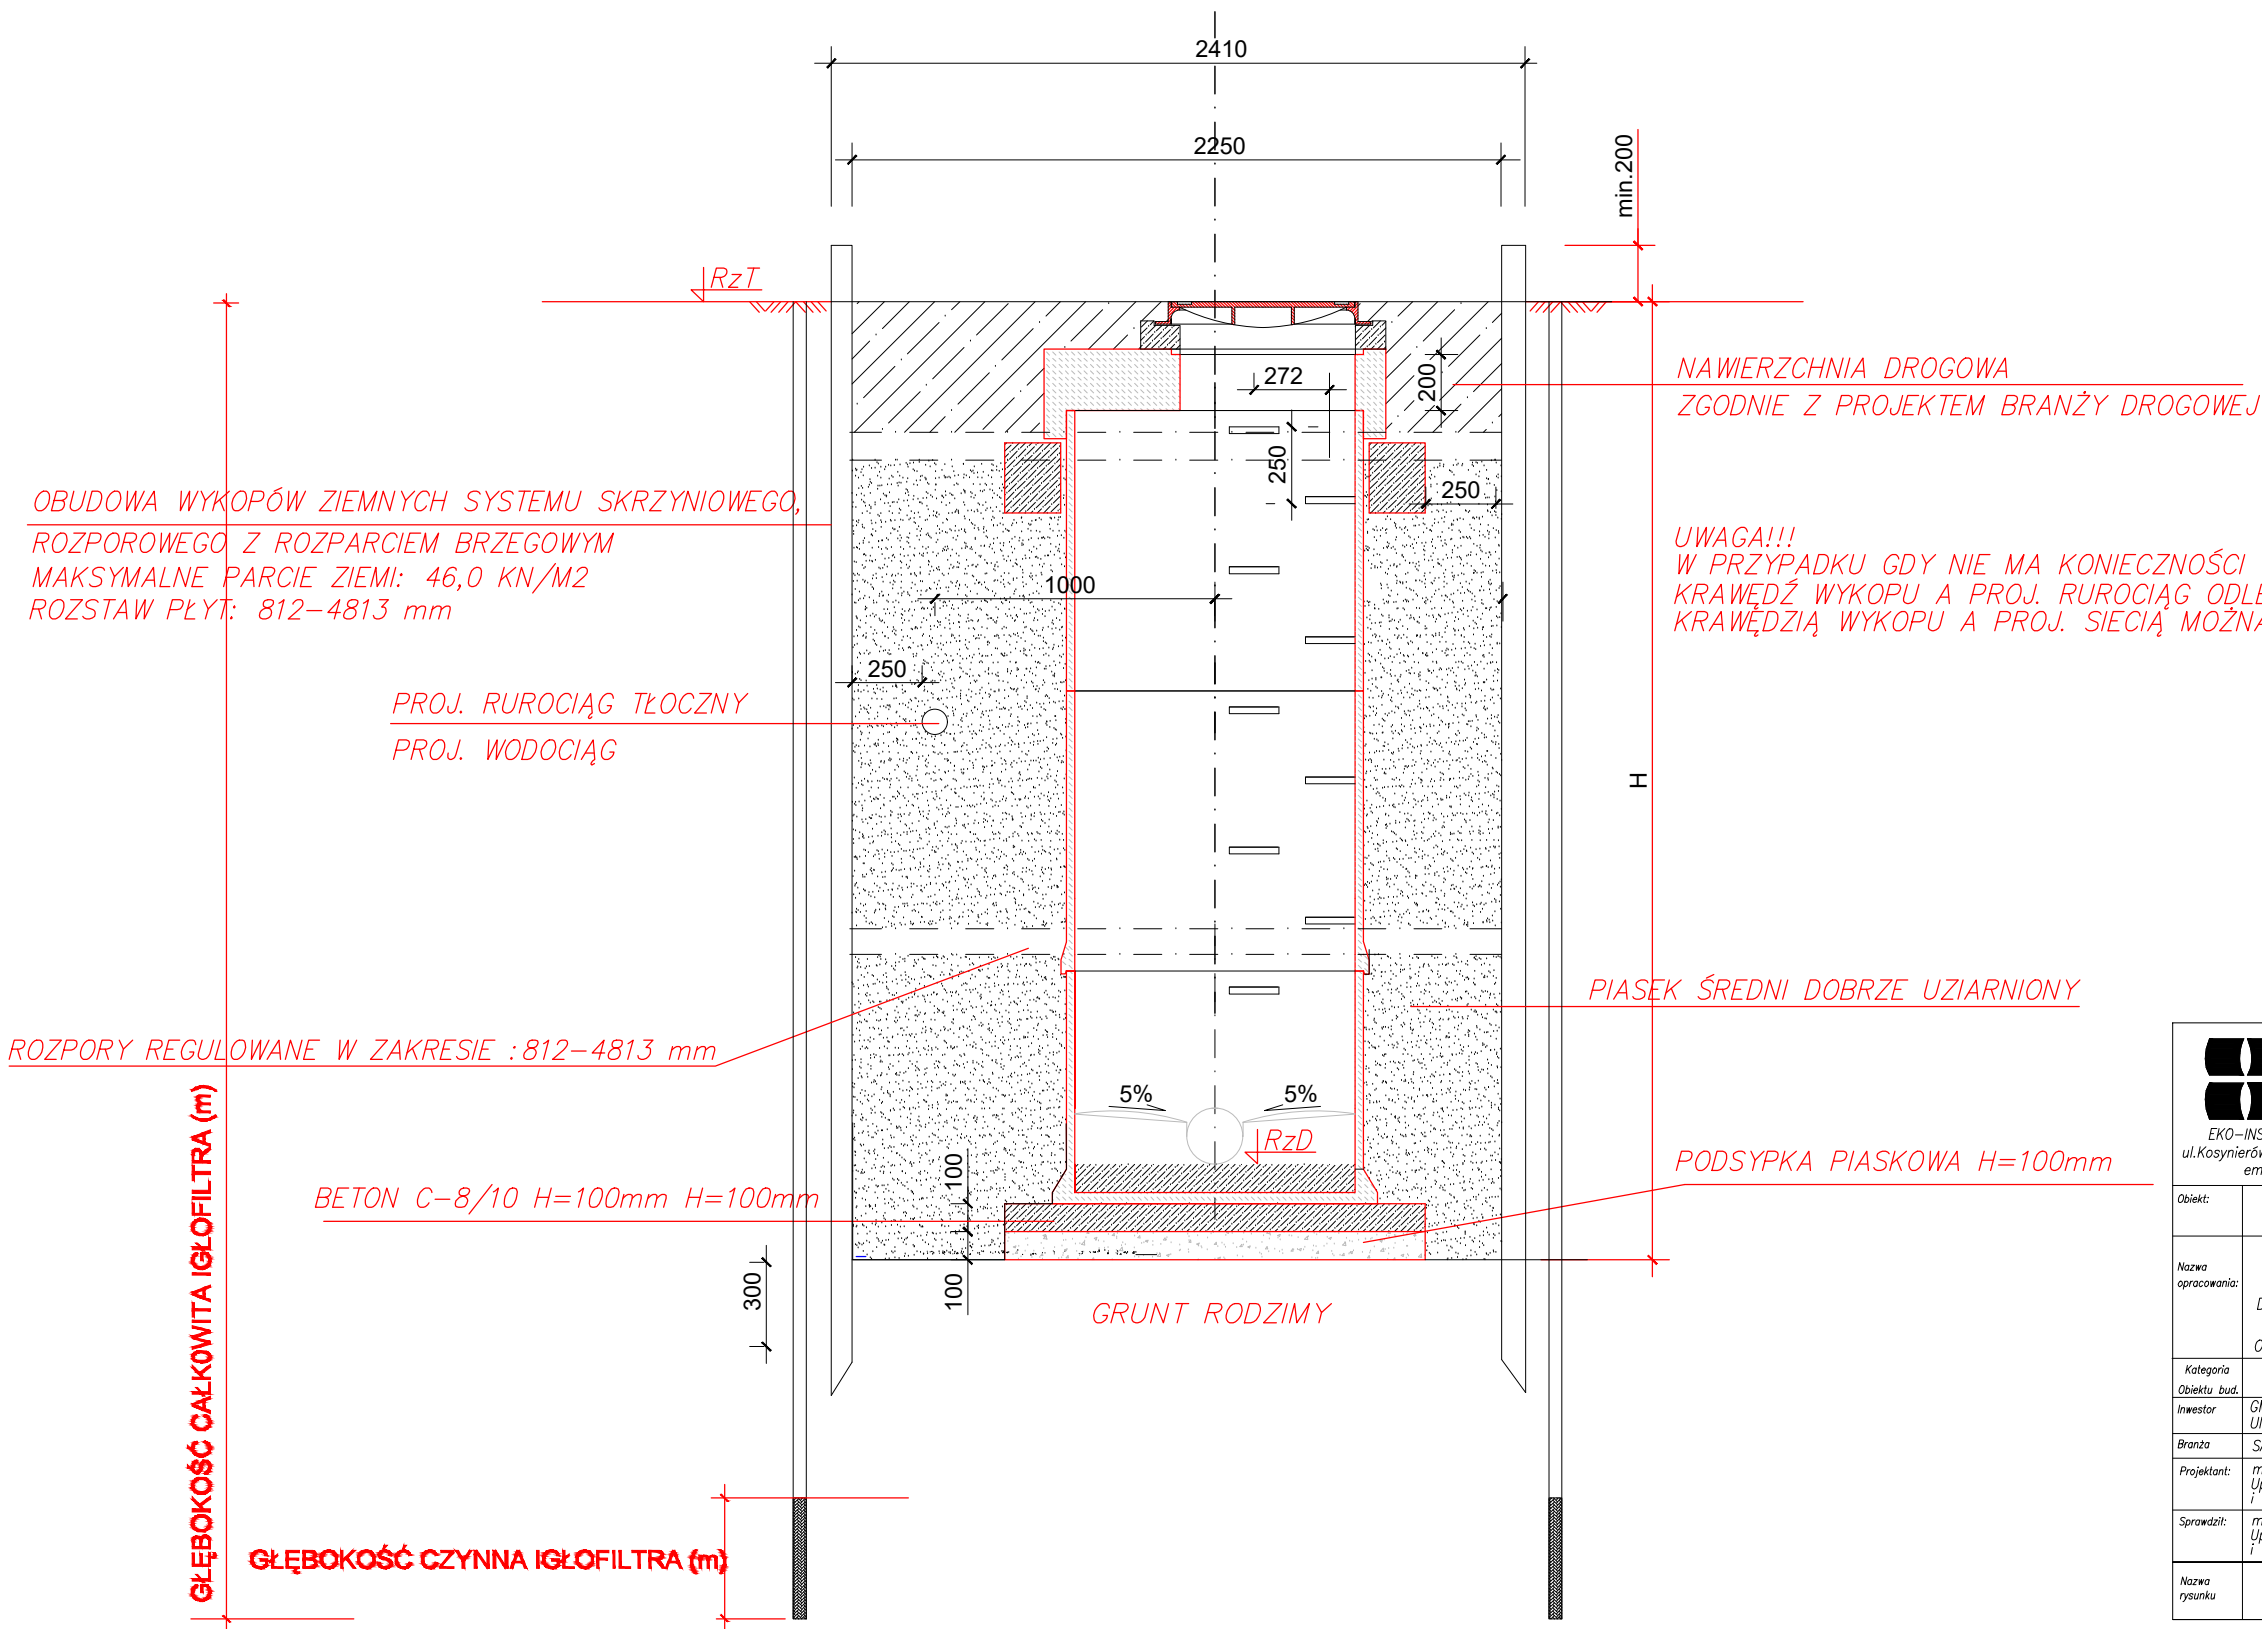 2410
2250
min.200
RzT
272
200
NAWIERZCHNIA DROGOWA
ZGODNIE Z PROJEKTEM BRANŻY DROGOWEJ
250
250
OBUDOWA WYKOPÓW ZIEMNYCH SYSTEMU SKRZYNIOWEGO,
ROZPOROWEGO Z ROZPARCIEM BRZEGOWYM
MAKSYMALNE PARCIE ZIEMI: 46,0 KN/M2
ROZSTAW PŁYT: 812-4813 mm
UWAGA!!!
W PRZYPADKU GDY NIE MA KONIECZNOŚCI
KRAWĘDŹ WYKOPU A PROJ. RUROCIĄG
KRAWĘDZIĄ WYKOPU A PROJ. SIECIĄ
1000
250
PROJ. RUROCIĄG TŁOCZNY
PROJ. WODOCIĄG
H
PIASEK ŚREDNI DOBRZE UZIARNIONY
ROZPORY REGULOWANE W ZAKRESIE :812-4813 mm
5%
5%
RzD
100
BETON C-8/10 H=100mm H=100mm
PODSYPKA PIASKOWA H=100mm
300
100
GRUNT RODZIMY
GŁEBOKOŚĆ CAŁKOWITA IGŁOFILTRA (m)
GŁĘBOKOŚĆ CZYNNA IGŁOFILTRA (m)
EKO-INS
ul.Kosynierów
em
Obiekt:
Nazwa
opracowania:
D
O
Kategoria
Obiektu bud.
Inwestor
Branża
Projektant:
i
Sprawdził:
i
Nazwa
rysunku